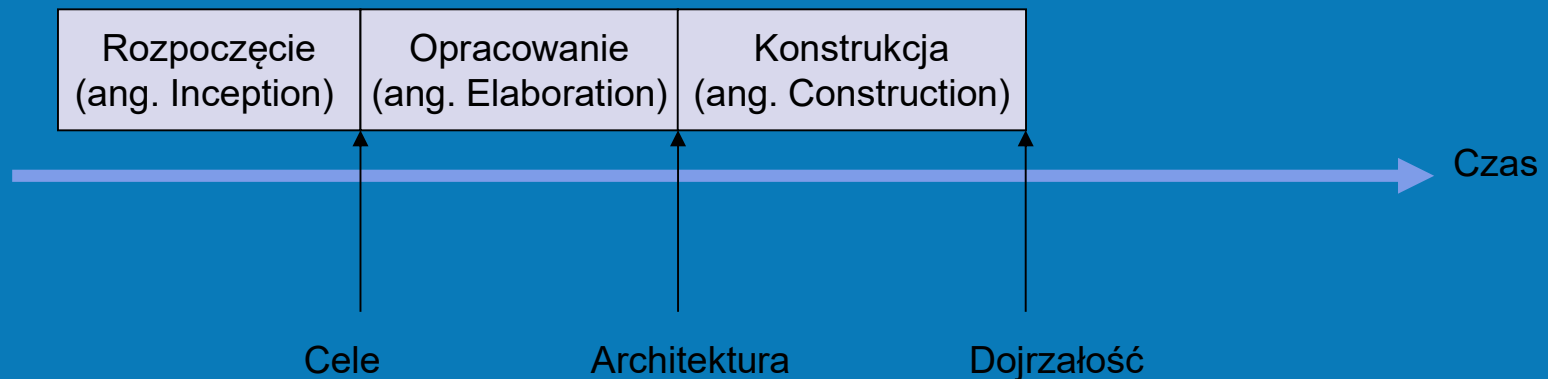 Rozpoczęcie
(ang. Inception)
Opracowanie
(ang. Elaboration)
Konstrukcja
(ang. Construction)
Czas
Cele
Architektura
Dojrzałość